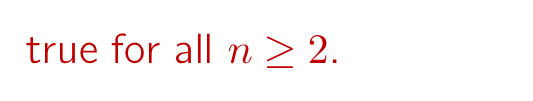 true for all n ≥ 2.